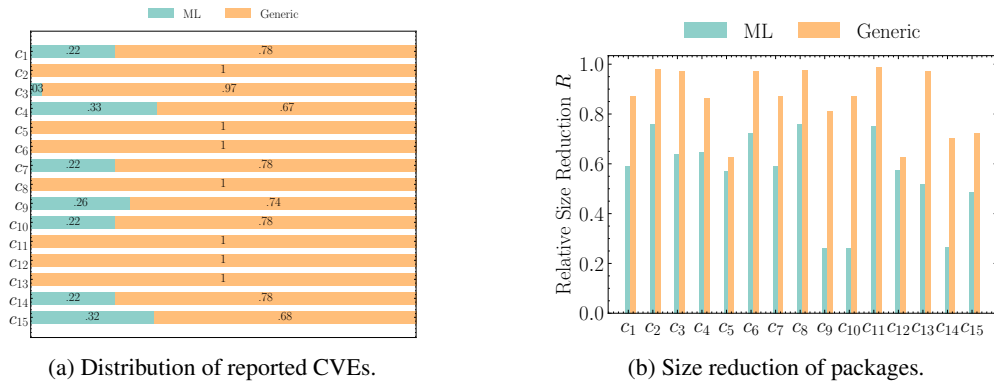 ML Generic
c1 .22 .78
c2 1
c3 .03 .97
c4 .33 .67
c5 1
c6 1
c7 .22 .78
c8 1
c9 .26 .74
c10 .22 .78
c11 1
c12 1
c13 1
c14 .22 .78
c15 .32 .68
(a) Distribution of reported CVEs.
ML Generic
Relative Size Reduction R
1.0
0.8
0.6
0.4
0.2
0.0
c1 c2 c3 c4 c5 c6 c7 c8 c9 c10 c11 c12 c13 c14 c15
(b) Size reduction of packages.